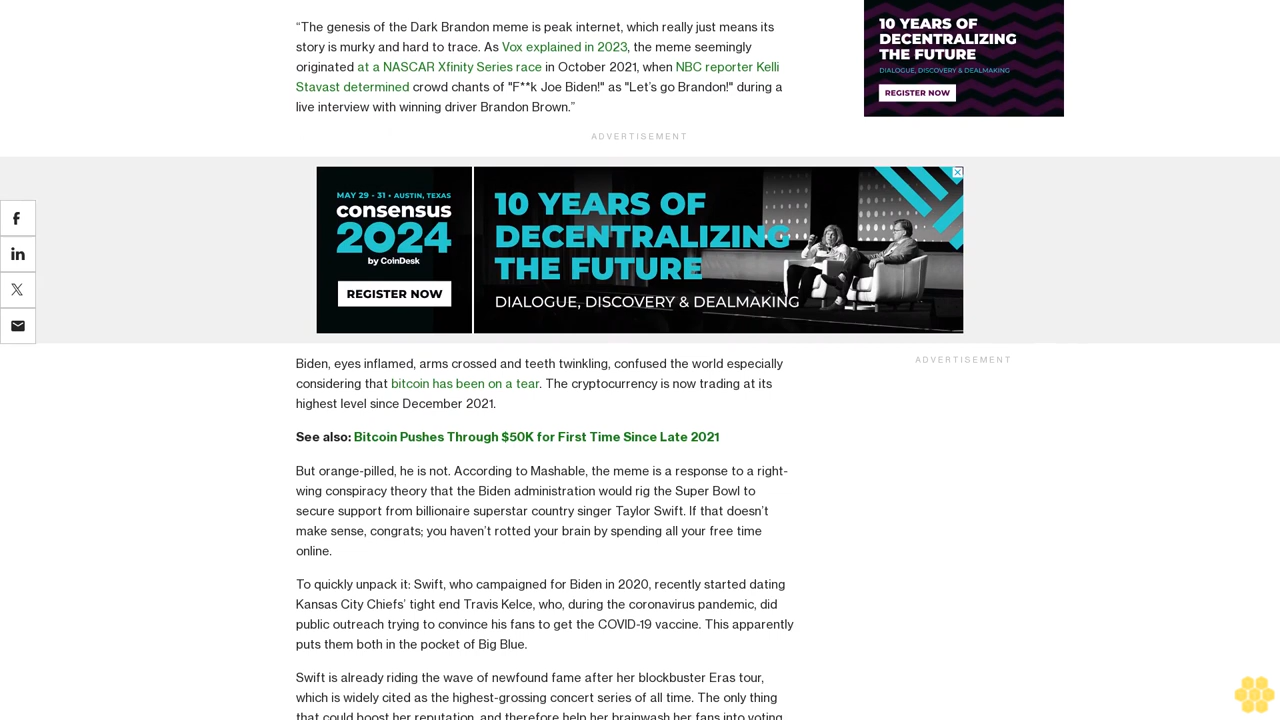 “The genesis of the Dark Brandon meme is peak internet, which really just means its
story is murky and hard to trace. As Vox explained in 2023, the meme seemingly
originated at a NASCAR Xfinity Series race in October 2021, when NBC reporter Kelli
Stavast determined crowd chants of "F**k Joe Biden!" as "Let’s go Brandon!" during a
live interview with winning driver Brandon Brown.”
10 YEARS OF
DECENTRALIZING
THE FUTURE
DIALOGUE, DISCOVERY & DEALMAKING
REGISTER NOW
ADVERTISEMENT
MAY 29 - 31 • AUSTIN, TEXAS
consensus
2024
by CoinDesk
REGISTER NOW
10 YEARS OF
DECENTRALIZING
THE FUTURE
DIALOGUE, DISCOVERY & DEALMAKING
Biden, eyes inflamed, arms crossed and teeth twinkling, confused the world especially
considering that bitcoin has been on a tear. The cryptocurrency is now trading at its
highest level since December 2021.
ADVERTISEMENT
See also: Bitcoin Pushes Through $50K for First Time Since Late 2021
But orange-pilled, he is not. According to Mashable, the meme is a response to a right-
wing conspiracy theory that the Biden administration would rig the Super Bowl to
secure support from billionaire superstar country singer Taylor Swift. If that doesn’t
make sense, congrats; you haven’t rotted your brain by spending all your free time
online.
To quickly unpack it: Swift, who campaigned for Biden in 2020, recently started dating
Kansas City Chiefs’ tight end Travis Kelce, who, during the coronavirus pandemic, did
public outreach trying to convince his fans to get the COVID-19 vaccine. This apparently
puts them both in the pocket of Big Blue.
Swift is already riding the wave of newfound fame after her blockbuster Eras tour,
which is widely cited as the highest-grossing concert series of all time. The only thing
that could boost her reputation, and therefore help her brainwash her fans into voting